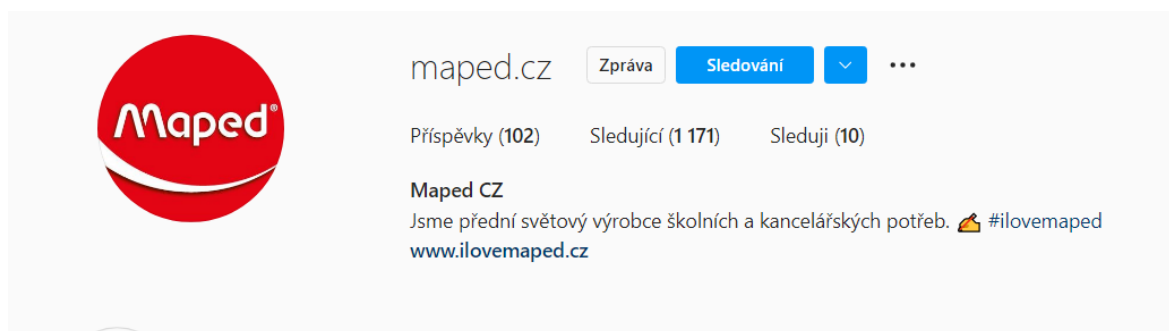 Maped®
maped.cz Zpráva Sledování
Příspěvky (102) Sledující (1 171) Sleduji (10)
Maped CZ
Jsme přední světový výrobce školních a kancelářských potřeb. ✍ #ilovemaped
www.ilovemaped.cz